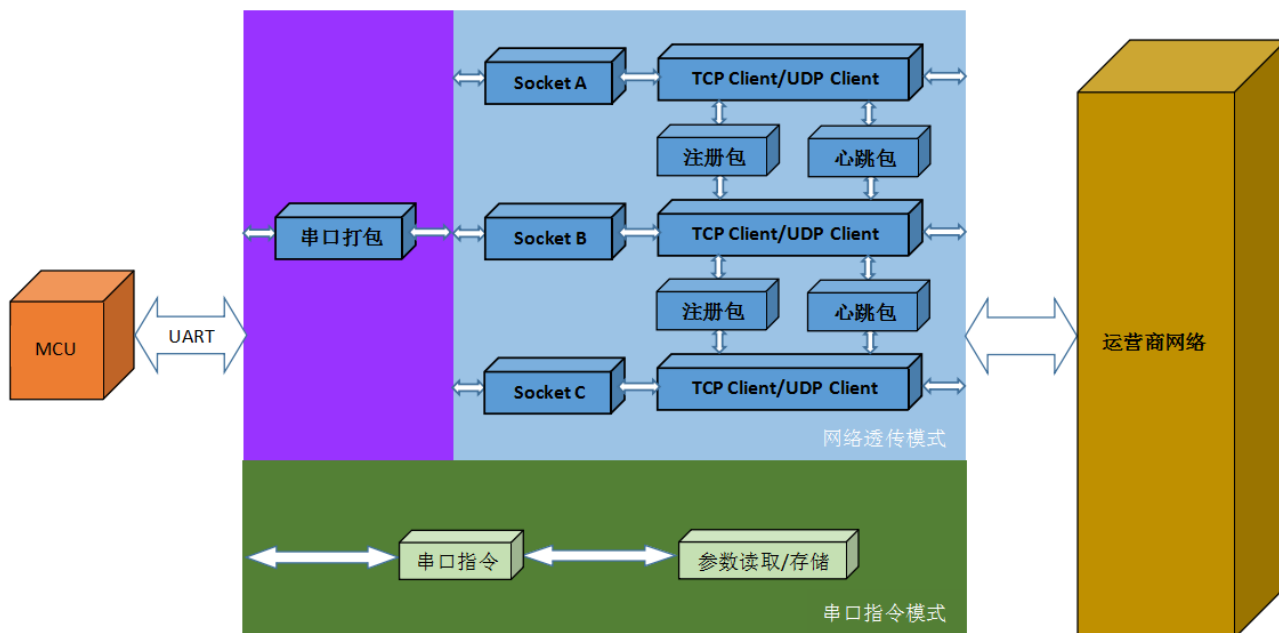 Socket A
TCP Client/UDP Client
注册包
心跳包
串口打包
Socket B
TCP Client/UDP Client
注册包
心跳包
MCU
UART
运营商网络
Socket C
TCP Client/UDP Client
网络透传模式
串口指令
参数读取/存储
串口指令模式